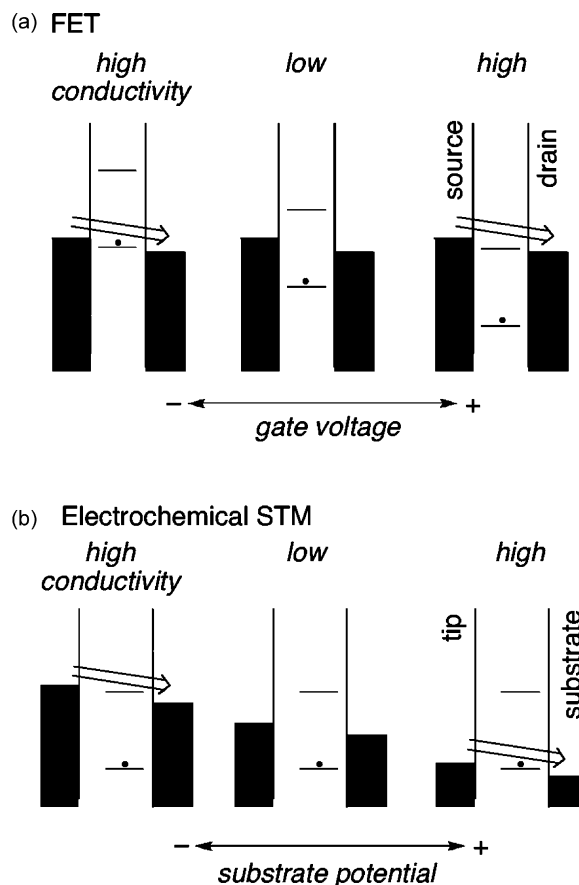 (a) FET
high
conductivity
low
high
source
drain
− +
gate voltage
(b) Electrochemical STM
high
conductivity
low
high
tip
substrate
− +
substrate potential